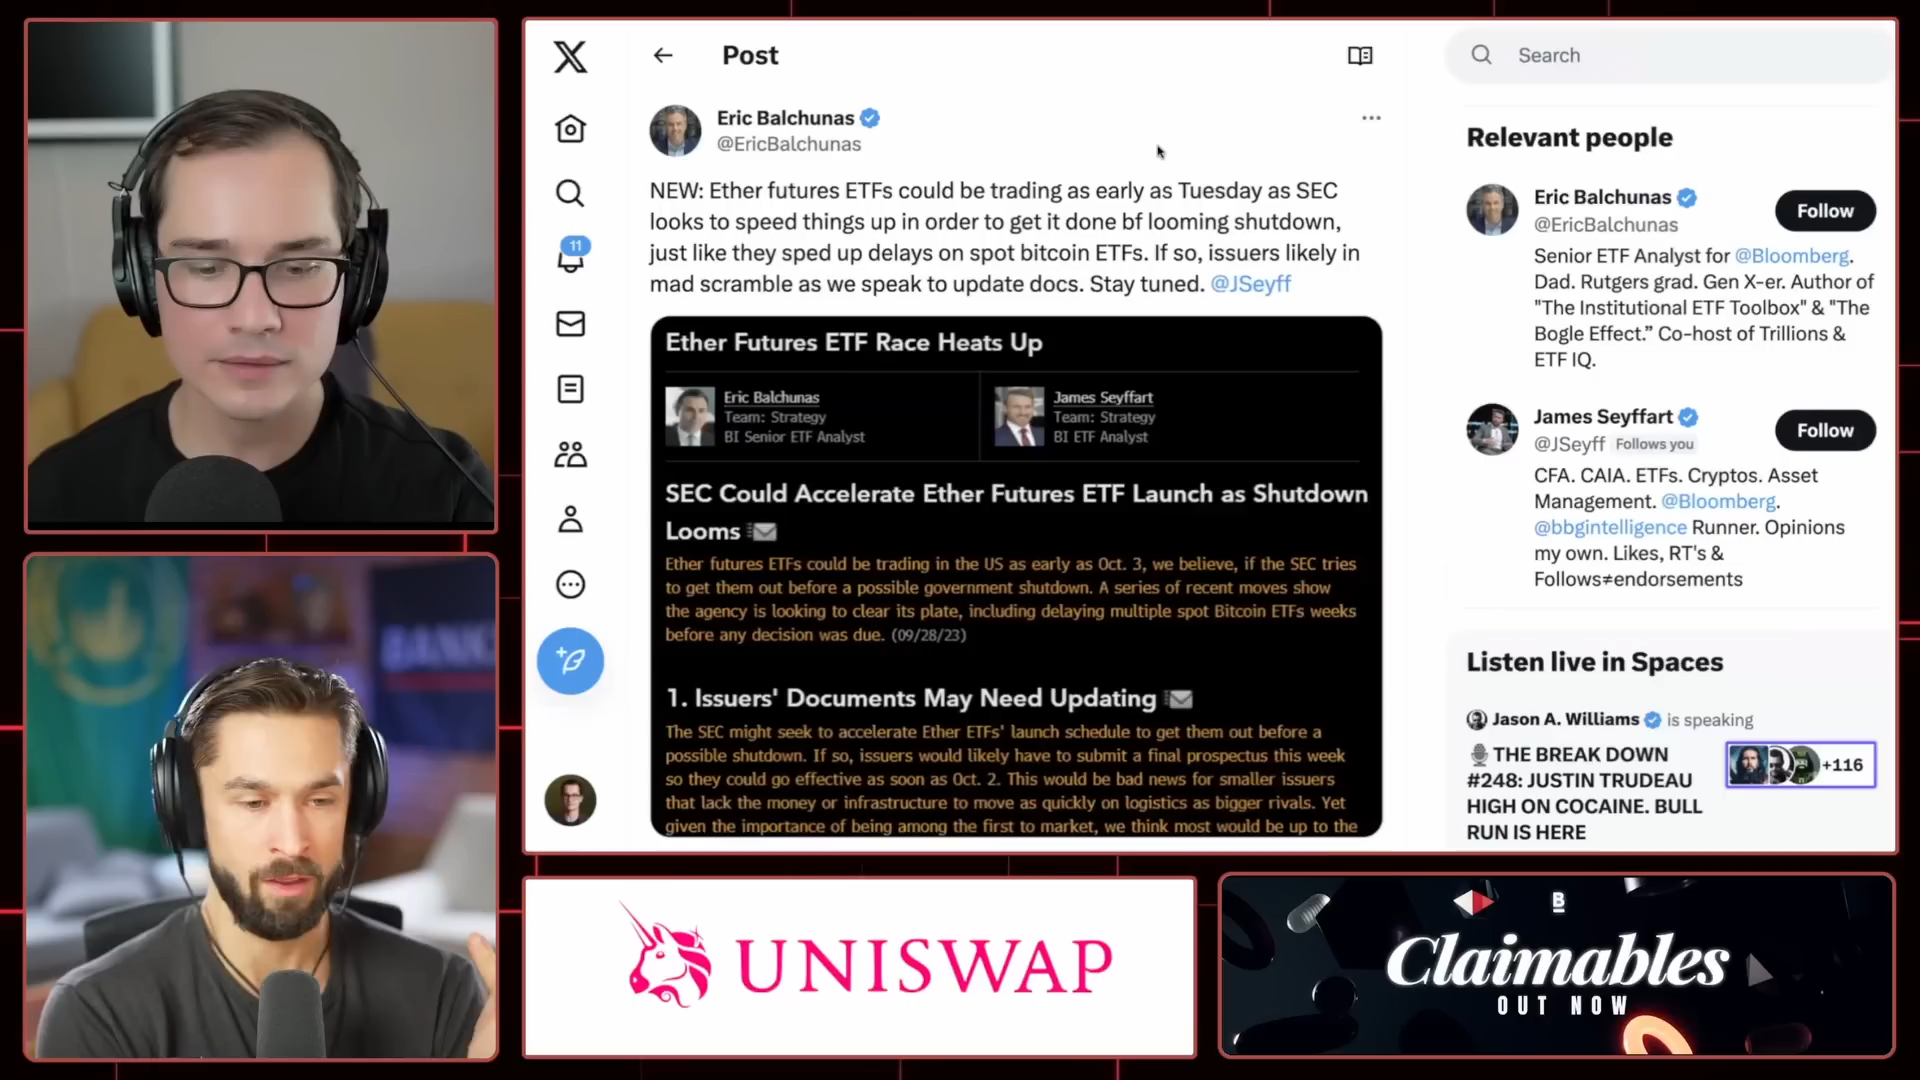 Post
Search
Eric Balchunas
@EricBalchunas
NEW: Ether futures ETFs could be trading as early as Tuesday as SEC
looks to speed things up in order to get it done bf looming shutdown,
just like they sped up delays on spot bitcoin ETFs. If so, issuers likely in
mad scramble as we speak to update docs. Stay tuned. @JSeyff
Ether Futures ETF Race Heats Up
Eric Balchunas
Team: Strategy
BI Senior ETF Analyst
James Seyffart
Team: Strategy
BI ETF Analyst
SEC Could Accelerate Ether Futures ETF Launch as Shutdown
Looms
Ether futures ETFs could be trading in the US as early as Oct. 3, we believe, if the SEC tries
to get them out before a possible government shutdown. A series of recent moves show
the agency is looking to clear its plate, including delaying multiple spot Bitcoin ETFs weeks
before any decision was due. (09/28/23)
1. Issuers' Documents May Need Updating
The SEC might seek to accelerate Ether ETFs' launch schedule to get them out before a
possible shutdown. If so, issuers would likely have to submit a final prospectus this week
so they could go effective as soon as Oct. 2. This would be bad news for smaller issuers
that lack the money or infrastructure to move as quickly on logistics as bigger rivals. Yet
given the importance of being among the first to market, we think most would be up to the
11
Relevant people
Eric Balchunas
@EricBalchunas
Follow
Senior ETF Analyst for @Bloomberg.
Dad. Rutgers grad. Gen X-er. Author of
"The Institutional ETF Toolbox" & "The
Bogle Effect.” Co-host of Trillions &
ETF IQ.
James Seyffart
@JSeyff Follows you
Follow
CFA. CAIA. ETFs. Cryptos. Asset
Management. @Bloomberg.
@bbgintelligence Runner. Opinions
my own. Likes, RT's &
Follows≠endorsements
Listen live in Spaces
Jason A. Williams is speaking
THE BREAK DOWN
#248: JUSTIN TRUDEAU
HIGH ON COCAINE. BULL
RUN IS HERE
+116
UNISWAP
B
Claimables
OUT NOW